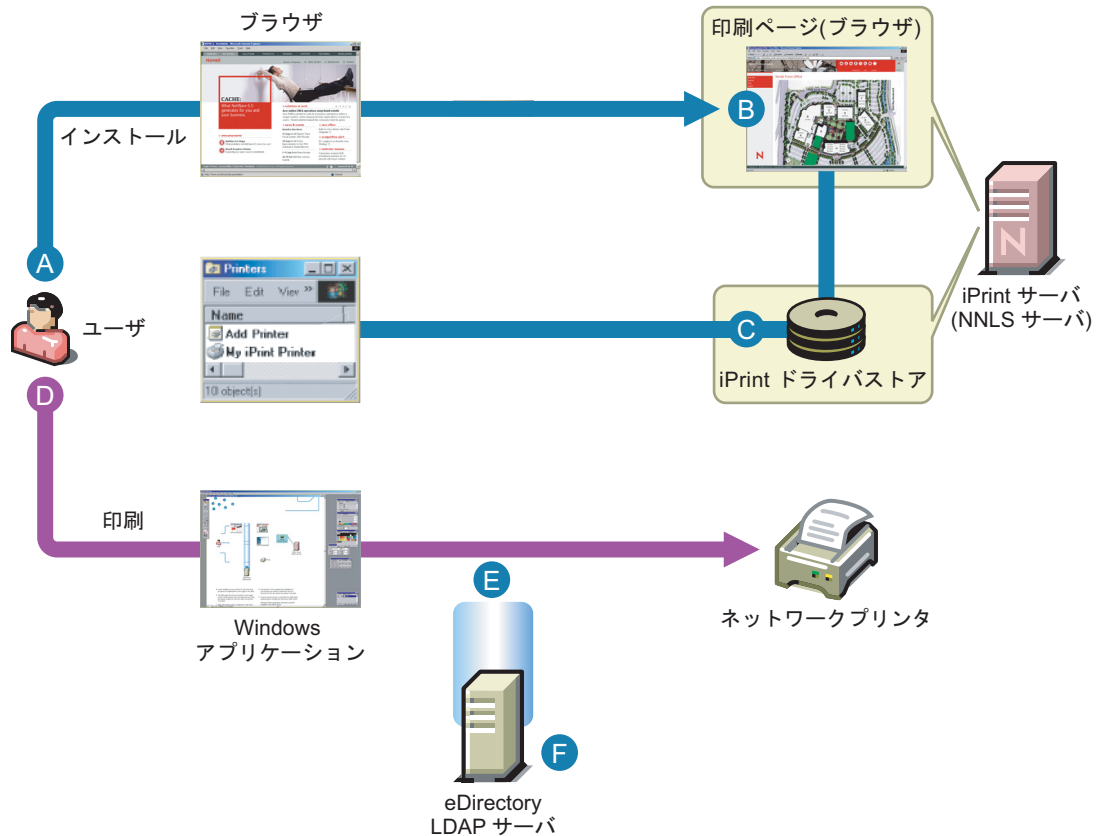 ブラウザ
印刷ページ(ブラウザ)
Novell
CACHE:
B
N
インストール
A
ユーザ
Printers
File Edit View »
Name
Add Printer
My iPrint Printer
10 object(s)
C
iPrint ドライバストア
N
iPrint サーバ
(NNLS サーバ)
D
印刷
Windows
アプリケーション
E
ネットワークプリンタ
F
eDirectory
LDAP サーバ